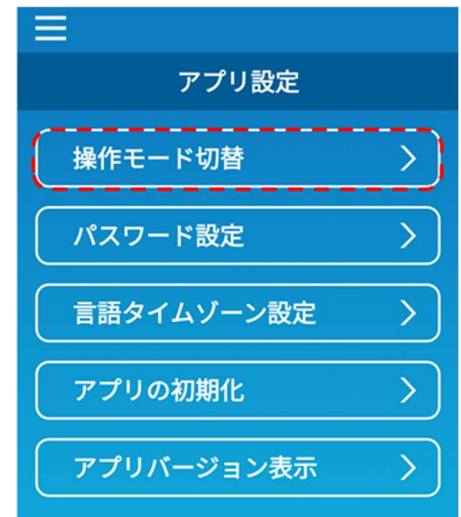 アプリ設定
操作モード切替
パスワード設定
言語タイムゾーン設定
アプリの初期化
アプリバージョン表示